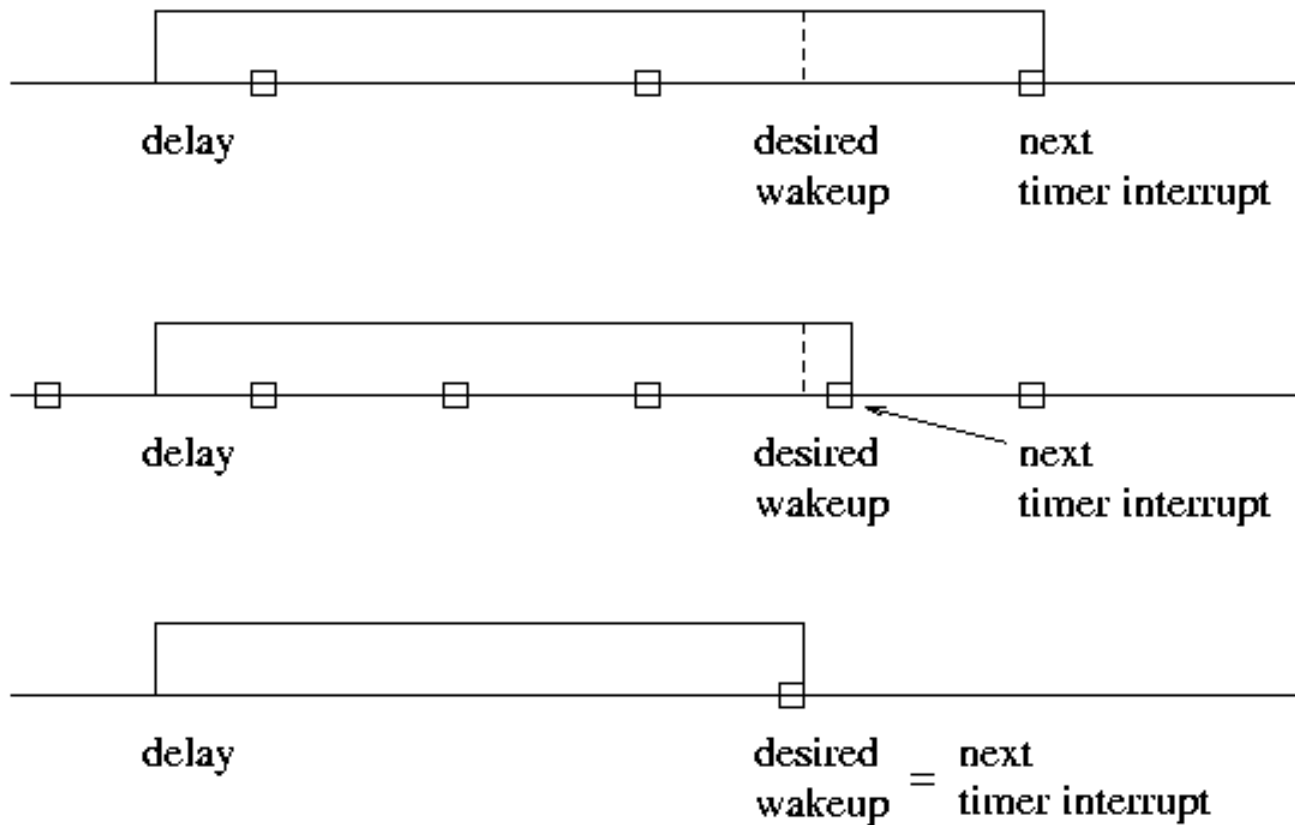 delay
desired
wakeup
next
timer interrupt
delay
desired
wakeup
next
timer interrupt
delay
desired
wakeup
=
next
timer interrupt